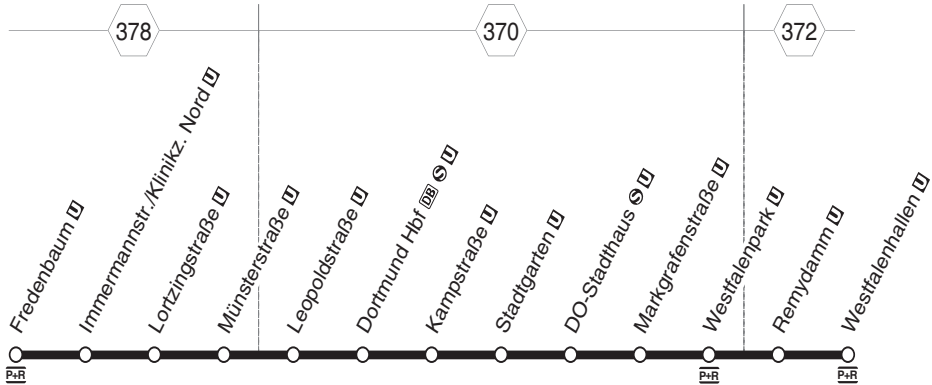 378
370
372
Fredenbaum U
Immermannstr./Klinikz. Nord U
Lortzingstraße U
Münsterstraße U
Leopoldstraße U
Dortmund Hbf DB S U
Kampstraße U
Stadtgarten U
DO-Stadthaus S U
Markgrafenstraße U
Westfalenpark U
Remydamm U
Westfalenhallen U
P+R
P+R
P+R